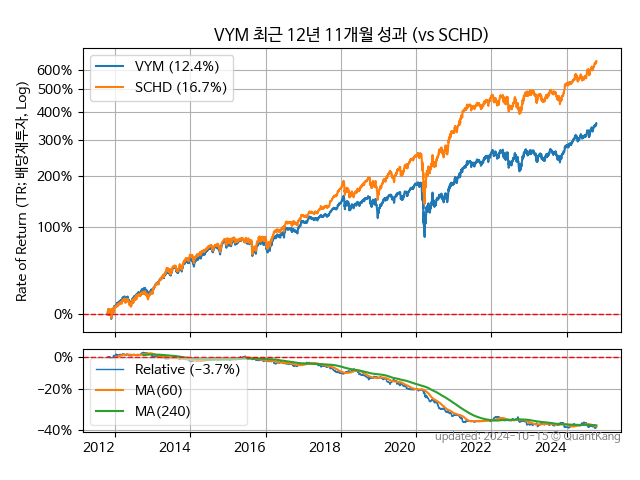 VYM 최근 12년 11개월 성과 (vs SCHD)
Rate of Return (TR; 배당재투자, Log)
600%
500%
400%
300%
200%
100%
0%
VYM (12.4%)
SCHD (16.7%)
0%
−20%
−40%
Relative (−3.7%)
MA(60)
MA(240)
2012
2014
2016
2018
2020
2022
2024
updated: 2024-10-15 © QuantKang